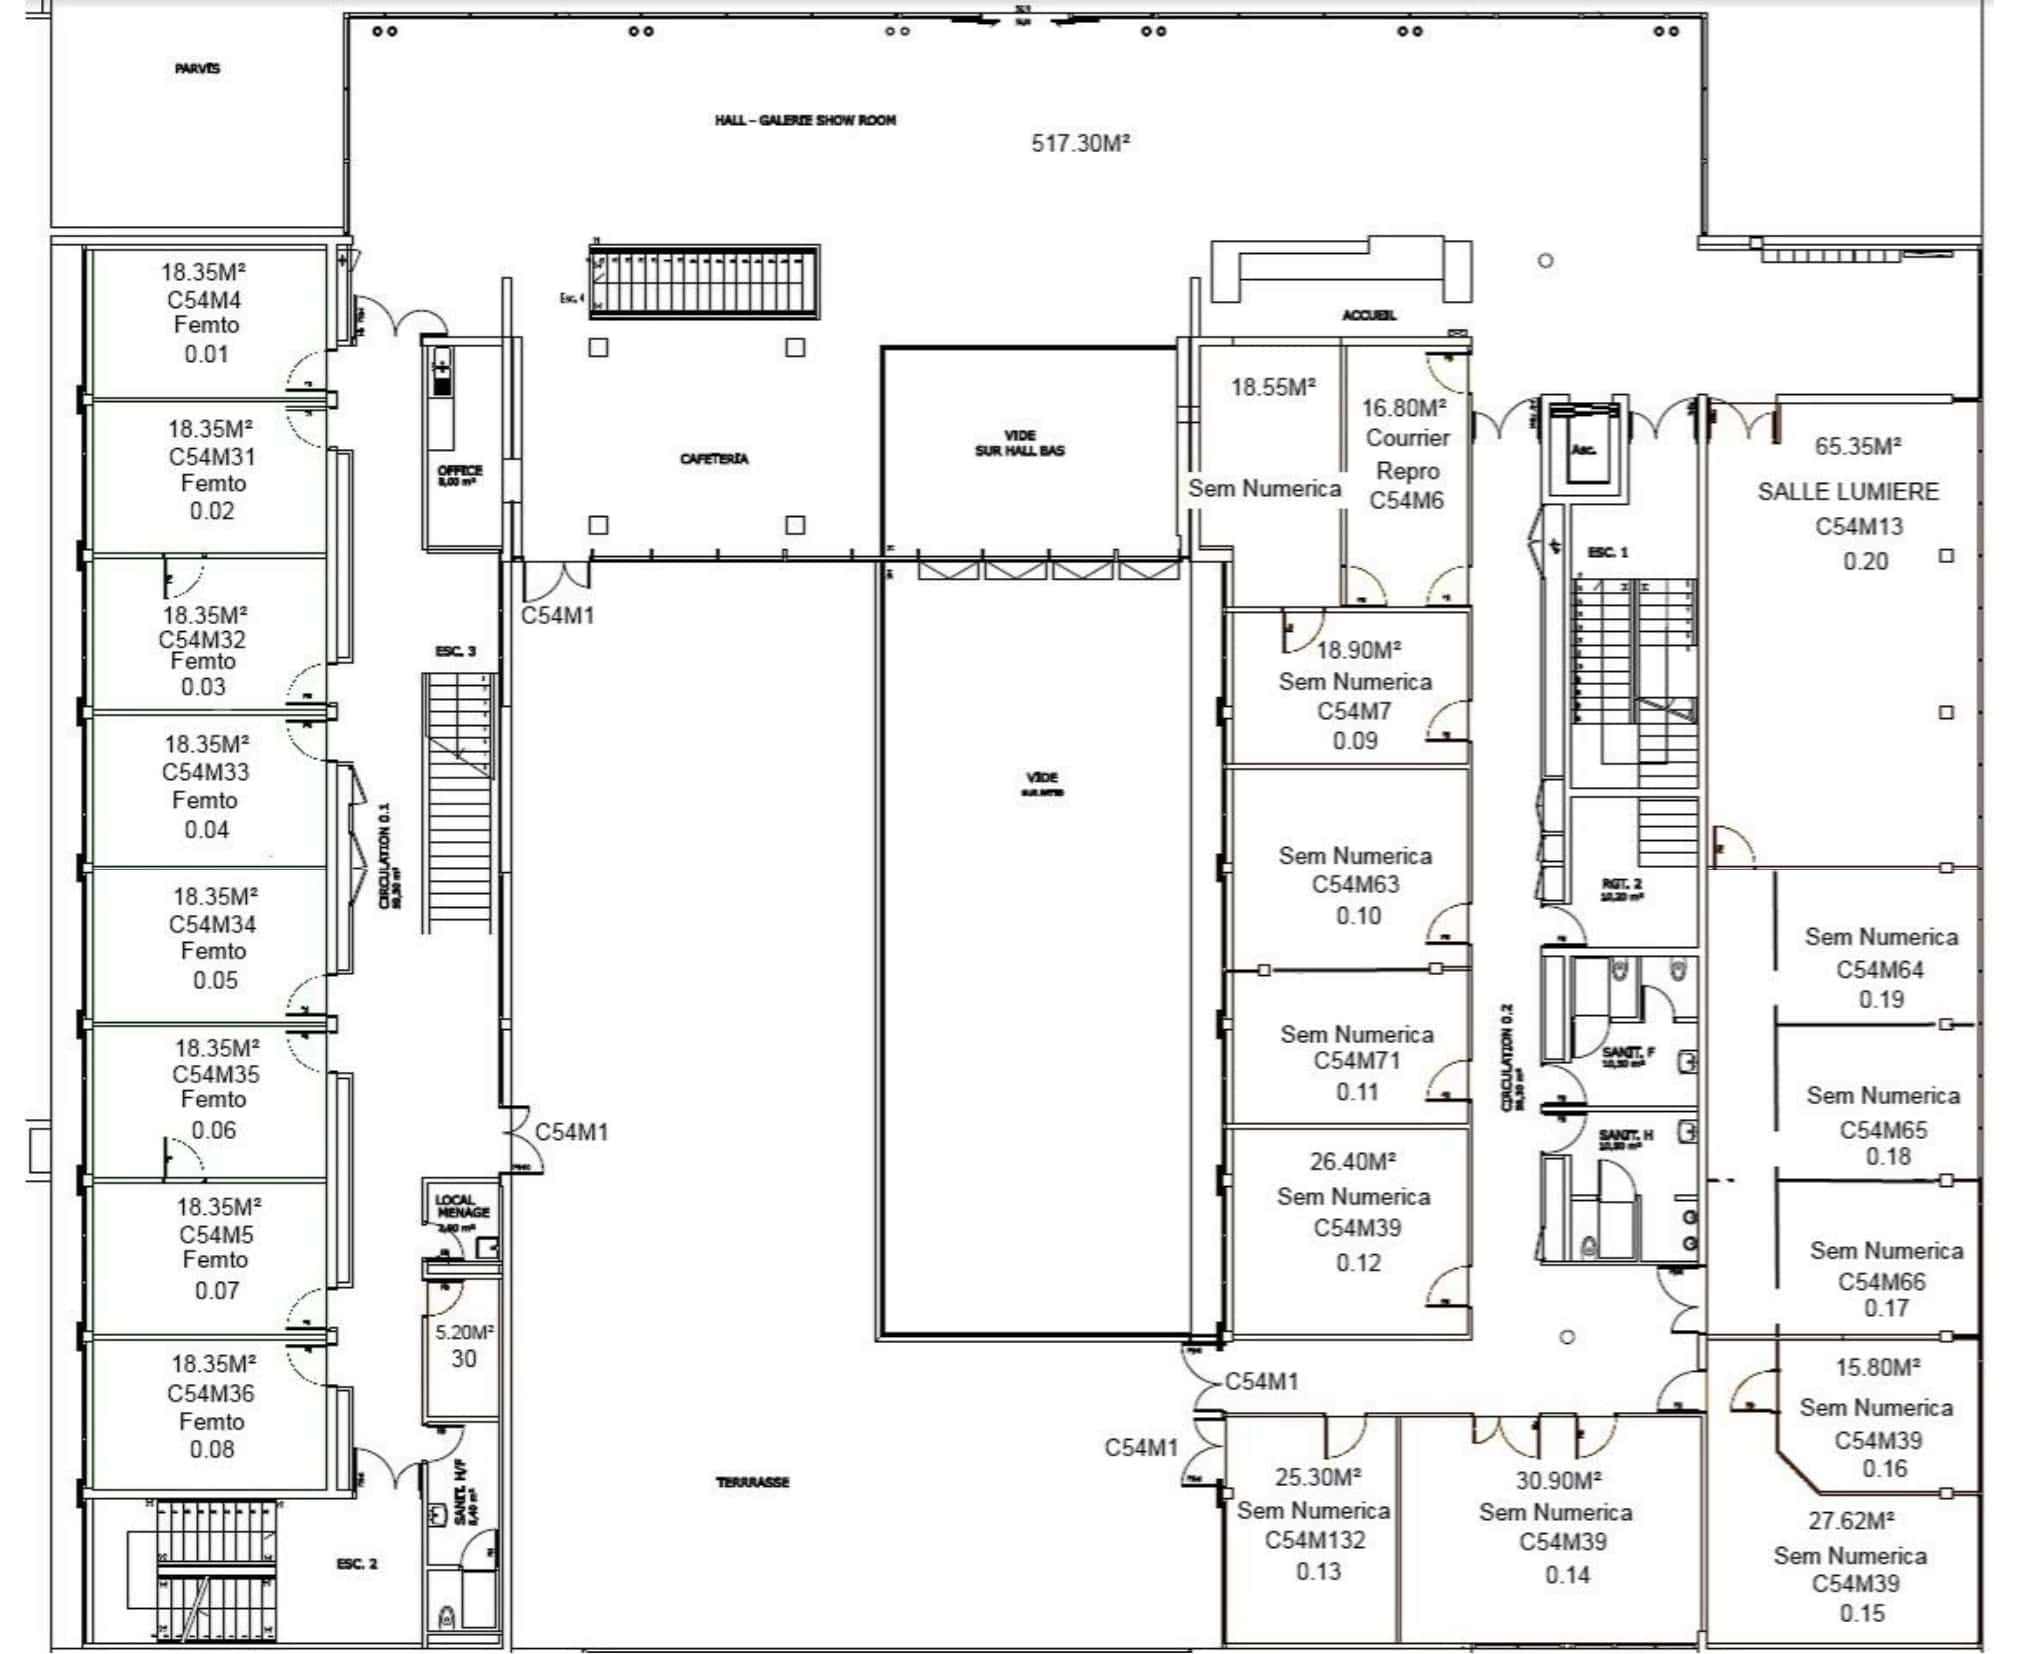 PARVIS
HALL - GALERIE SHOW ROOM
517.30M²
18.35M²
C54M4
Femto
0.01
18.35M²
C54M31
Femto
0.02
18.35M²
C54M32
Femto
0.03
18.35M²
C54M33
Femto
0.04
18.35M²
C54M34
Femto
0.05
18.35M²
C54M35
Femto
0.06
18.35M²
C54M5
Femto
0.07
18.35M²
C54M36
Femto
0.08
CIRCULATION 0.1
OFFICE
ESC. 3
LOCAL
MENAGE
5.20M²
30
SANIT. H/F
ESC. 2
Esc. 4
CAFETERIA
VIDE
SUR HALL BAS
C54M1
C54M1
VIDE
TERRRASSE
ACCUEIL
18.55M²
Sem Numerica
16.80M²
Courrier
Repro
C54M6
18.90M²
Sem Numerica
C54M7
0.09
Sem Numerica
C54M63
0.10
Sem Numerica
C54M71
0.11
26.40M²
Sem Numerica
C54M39
0.12
C54M1
C54M1
25.30M²
Sem Numerica
C54M132
0.13
30.90M²
Sem Numerica
C54M39
0.14
CIRCULATION 0.2
Asc.
ESC. 1
RGT. 2
SANIT. F
SANIT. H
65.35M²
SALLE LUMIERE
C54M13
0.20
Sem Numerica
C54M64
0.19
Sem Numerica
C54M65
0.18
Sem Numerica
C54M66
0.17
15.80M²
Sem Numerica
C54M39
0.16
27.62M²
Sem Numerica
C54M39
0.15